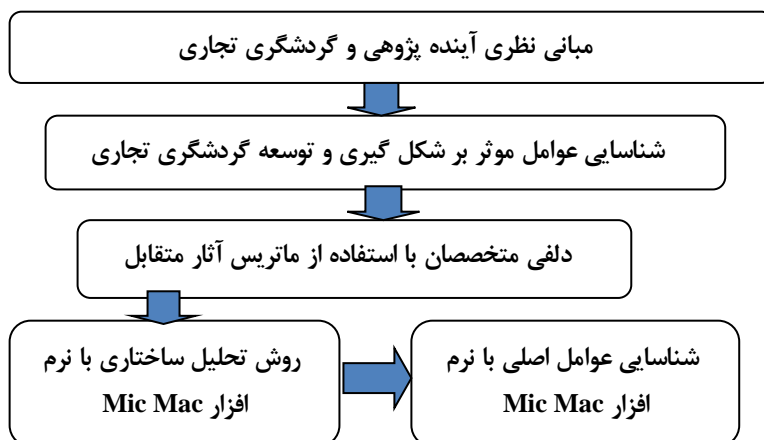 مبانی نظری آینده پژوهی و گردشگری تجاری
شناسایی عوامل موثر بر شکل گیری و توسعه گردشگری تجاری
دلفی متخصصان با استفاده از ماتریس آثار متقابل
روش تحلیل ساختاری با نرم
افزار Mic Mac
شناسایی عوامل اصلی با نرم
افزار Mic Mac